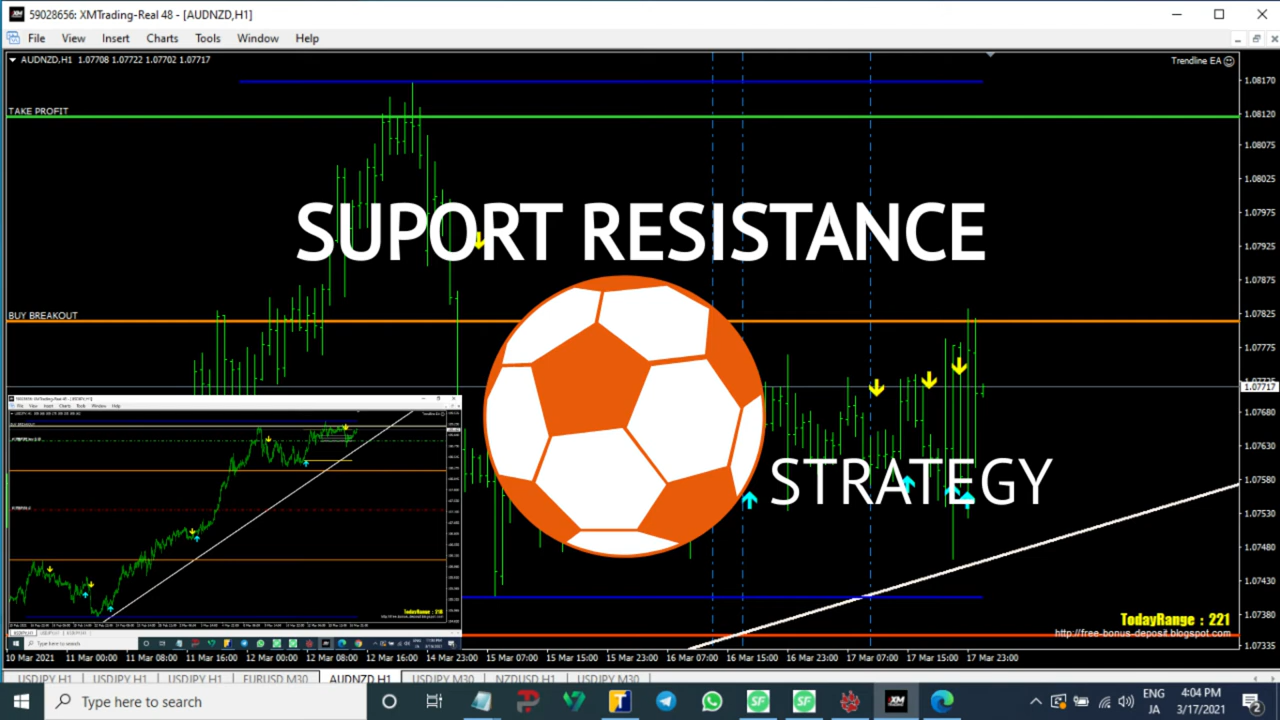 59028656: XMTrading-Real 48 - [AUDNZD,H1]
File View Insert Charts Tools Window Help
AUDNZD,H1 1.07708 1.07722 1.07702 1.07717
Trendline EA
1.08170
TAKE PROFIT
1.08120
1.08075
1.08025
1.07975
SUPORT RESISTANCE
1.07925
1.07875
BUY BREAKOUT
1.07825
1.07775
1.07717
1.07680
1.07630
STRATEGY
1.07580
1.07530
1.07480
1.07430
1.07380
TodayRange : 221
http://free-bonus-deposit.blogspot.com
1.07335
10 Mar 2021 11 Mar 00:00 11 Mar 08:00 11 Mar 16:00 12 Mar 00:00 12 Mar 08:00 12 Mar 16:00 14 Mar 23:00 15 Mar 07:00 15 Mar 15:00 15 Mar 23:00 16 Mar 07:00 16 Mar 15:00 16 Mar 23:00 17 Mar 07:00 17 Mar 15:00 17 Mar 23:00
USDJPY,H1 USDJPY,H1 USDJPY,H1 EURUSD,M30 AUDNZD,H1 USDJPY,M30 NZDUSD,H1 USDJPY,M30
Type here to search
ENG
JA
4:04 PM
3/17/2021
2